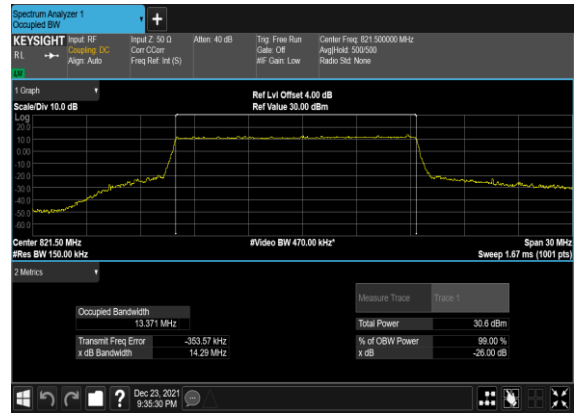 Spectrum Analyzer 1
Occupied BW
+
KEYSIGHT Input: RF Input Z: 50 Ω Atten: 40 dB Trig: Free Run Center Freq: 821.500000 MHz
RL Coupling: DC Corr CCorr Gate: Off Avg|Hold: 500/500
Align: Auto Freq Ref: Int (S) #IF Gain: Low Radio Std: None
LW
1 Graph
Ref Lvl Offset 4.00 dB
Scale/Div 10.0 dB Ref Value 30.00 dBm
Log
20.0
10.0
0.00
-10.0
-20.0
-30.0
-40.0
-50.0
-60.0
Center 821.50 MHz #Video BW 470.00 kHz* Span 30 MHz
#Res BW 150.00 kHz Sweep 1.67 ms (1001 pts)
2 Metrics
Measure Trace Trace 1
Occupied Bandwidth
13.371 MHz Total Power 30.6 dBm
Transmit Freq Error -353.57 kHz % of OBW Power 99.00 %
x dB Bandwidth 14.29 MHz x dB -26.00 dB
? Dec 23, 2021
9:35:30 PM